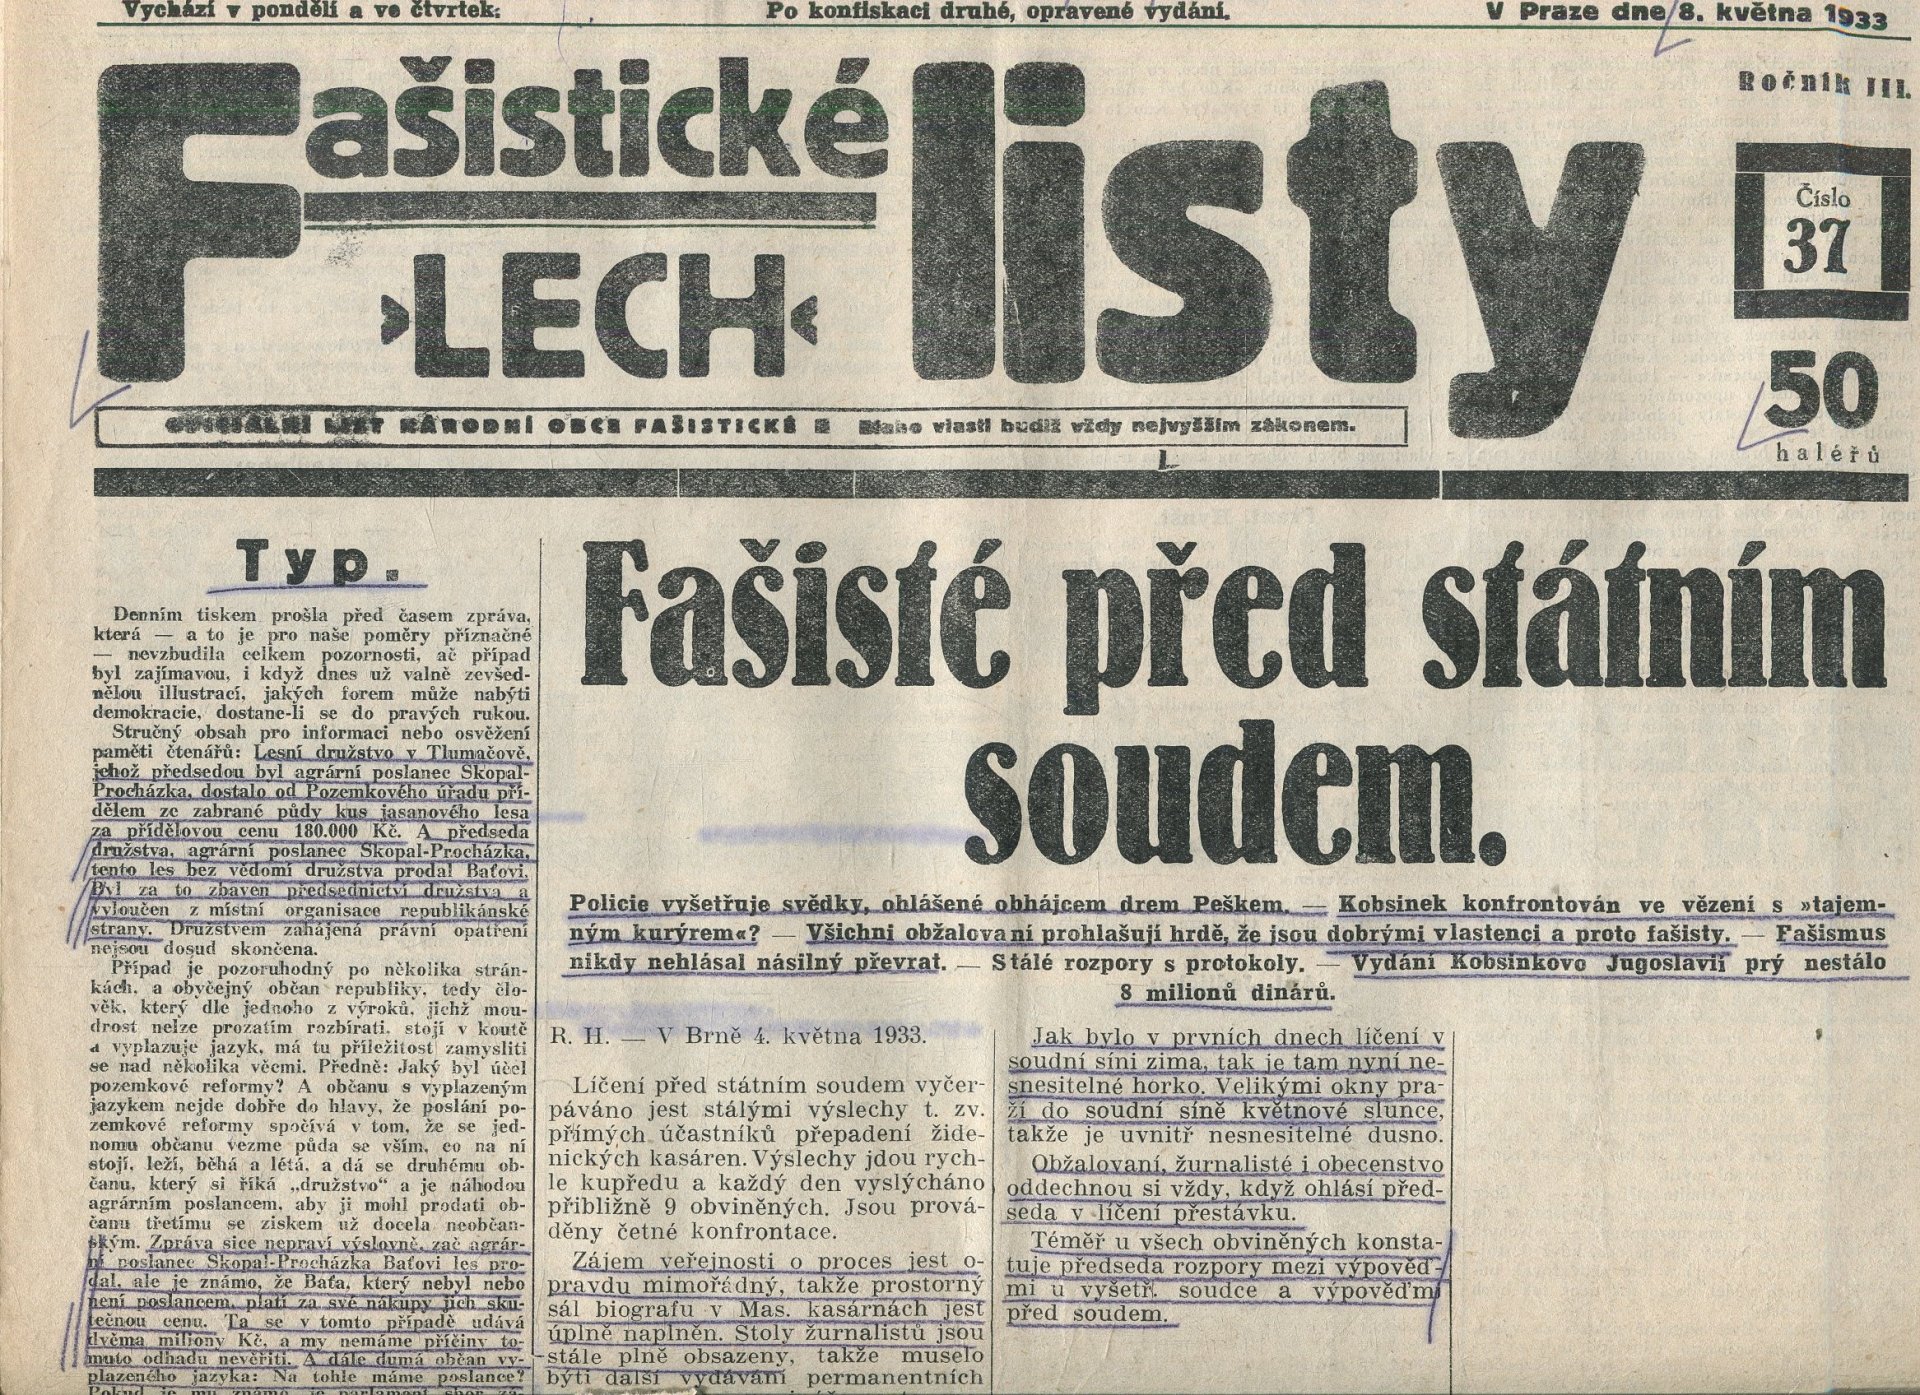 Vychází v pondělí a ve čtvrtek.
Po konfiskaci druhé, opravené vydání.
V Praze dne 8. května 1933
Fašistické listy
›LECH‹
Ročník III.
Číslo
37
50
haléřů
OFICIÁLNÍ LIST NÁRODNÍ OBCE FAŠISTICKÉ
Blaho vlasti budiž vždy nejvyšším zákonem.
Typ.
Denním tiskem prošla před časem zpráva,
která — a to je pro naše poměry příznačné
— nevzbudila celkem pozornosti, ač případ
byl zajímavou, i když dnes už valně zevšed-
nělou illustrací, jakých forem může nabýti
demokracie, dostane-li se do pravých rukou.
Stručný obsah pro informaci nebo osvěžení
paměti čtenářů: Lesní družstvo v Tlumačově,
jehož předsedou byl agrární poslanec Skopal-
Procházka, dostalo od Pozemkového úřadu pří-
dělem ze zabrané půdy kus jasanového lesa
za přídělovou cenu 180.000 Kč. A předseda
družstva, agrární poslanec Skopal-Procházka,
tento les bez vědomí družstva prodal Baťovi.
Byl za to zbaven předsednictví družstva a
vyloučen z místní organisace republikánské
strany. Družstvem zahájená právní opatření
nejsou dosud skončena.
Případ je pozoruhodný po několika strán-
kách, a obyčejný občan republiky, tedy člo-
věk, který dle jednoho z výroků, jichž mou-
drost nelze prozatím rozbírati, stojí v koutě
a vyplazuje jazyk, má tu příležitost zamysliti
se nad několika věcmi. Předně: Jaký byl účel
pozemkové reformy? A občanu s vyplazeným
jazykem nejde dobře do hlavy, že poslání po-
zemkové reformy spočívá v tom, že se jed-
nomu občanu vezme půda se vším, co na ní
stojí, leží, běhá a létá, a dá se druhému ob-
čanu, který si říká „družstvo“ a je náhodou
agrárním poslancem, aby ji mohl prodati ob-
čanu třetímu se ziskem už docela neobčan-
ským. Zpráva sice nepraví výslovně, zač agrár-
ní poslanec Skopal-Procházka Baťovi les pro-
dal, ale je známo, že Baťa, který nebyl nebo
není poslancem, platí za své nákupy jich sku-
tečnou cenu. Ta se v tomto případě udává
dvěma miliony Kč, a my nemáme příčiny to-
muto odhadu nevěřiti. A dále dumá občan vy-
plazeného jazyka: Na tohle máme poslance?
Pokud je mu známo, je parlament sbor zá-
Fašisté před státním
soudem.
Policie vyšetřuje svědky, ohlášené obhájcem drem Peškem. — Kobsinek konfrontován ve vězení s »tajem-
ným kurýrem«? — Všichni obžalovaní prohlašují hrdě, že jsou dobrými vlastenci a proto fašisty. — Fašismus
nikdy nehlásal násilný převrat. — Stálé rozpory s protokoly. — Vydání Kobsinkovo Jugoslavií prý nestálo
8 milionů dinárů.
R. H. — V Brně 4. května 1933.
Líčení před státním soudem vyčer-
páváno jest stálými výslechy t. zv.
přímých účastníků přepadení žide-
nických kasáren. Výslechy jdou rych-
le kupředu a každý den vyslýcháno
přibližně 9 obviněných. Jsou prová-
děny četné konfrontace.
Zájem veřejnosti o proces jest o-
pravdu mimořádný, takže prostorný
sál biografu v Mas. kasárnách jest
úplně naplněn. Stoly žurnalistů jsou
stále plně obsazeny, takže muselo
býti další vydávání permanentních
Jak bylo v prvních dnech líčení v
soudní síni zima, tak je tam nyní ne-
snesitelné horko. Velikými okny pra-
ží do soudní síně květnové slunce,
takže je uvnitř nesnesitelné dusno.
Obžalovaní, žurnalisté i obecenstvo
oddechnou si vždy, když ohlásí před-
seda v líčení přestávku.
Téměř u všech obviněných konsta-
tuje předseda rozpory mezi výpověď-
mi u vyšetř. soudce a výpověďmi
před soudem.